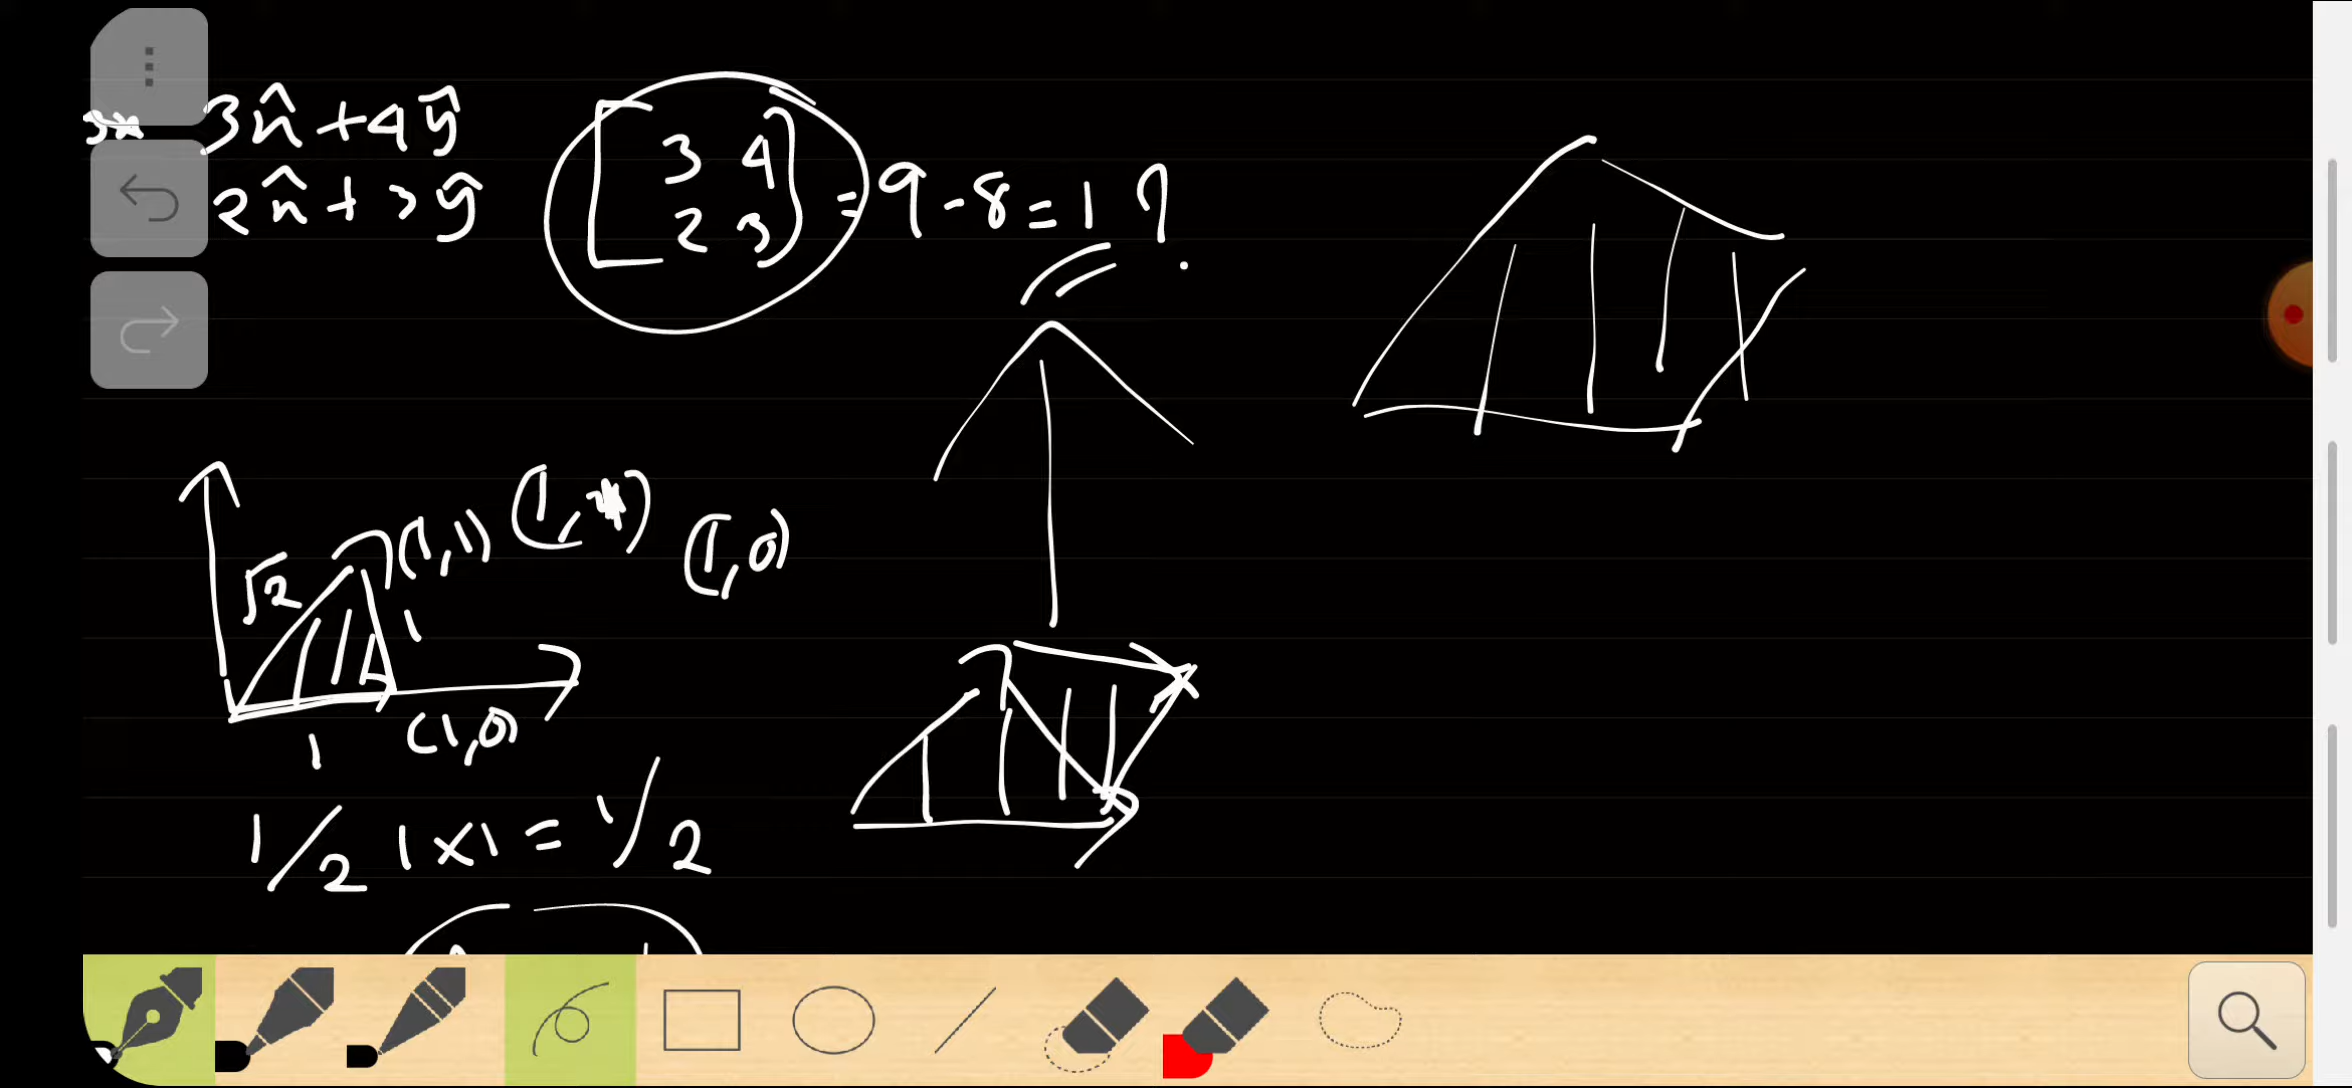 3x̂ + 4ŷ
2x̂ + 3ŷ
[3 4
2 3] = 9 - 8 = 1 ?
√2 (1,1) (1, ) (1,0)
1
1 (1,0)
1/2 1 × 1 = 1/2